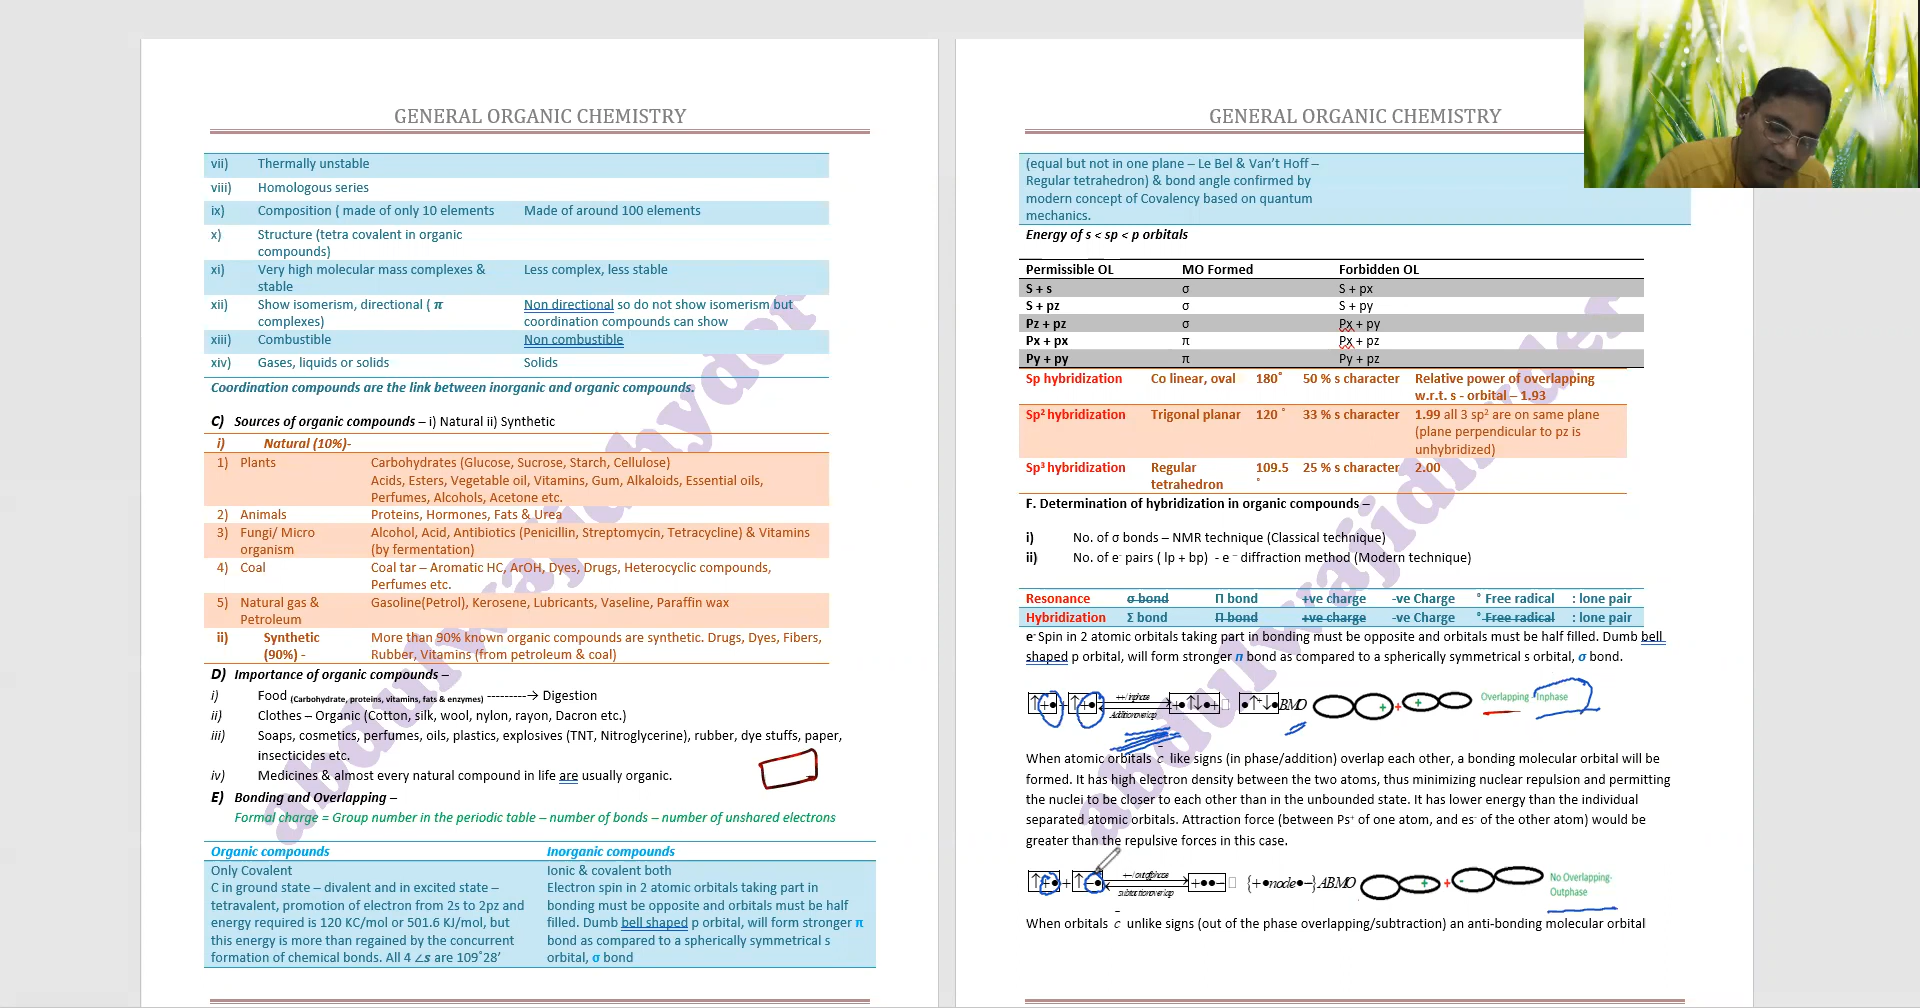 GENERAL ORGANIC CHEMISTRY
vii) Thermally unstable
viii) Homologous series
ix) Composition ( made of only 10 elements Made of around 100 elements
x) Structure (tetra covalent in organic
compounds)
xi) Very high molecular mass complexes & Less complex, less stable
stable
xii) Show isomerism, directional ( π Non directional so do not show isomerism but
complexes) coordination compounds can show
xiii) Combustible Non combustible
xiv) Gases, liquids or solids Solids
Coordination compounds are the link between inorganic and organic compounds.
C) Sources of organic compounds – i) Natural ii) Synthetic
i) Natural (10%)-
1) Plants Carbohydrates (Glucose, Sucrose, Starch, Cellulose)
Acids, Esters, Vegetable oil, Vitamins, Gum, Alkaloids, Essential oils,
Perfumes, Alcohols, Acetone etc.
2) Animals Proteins, Hormones, Fats & Urea
3) Fungi/ Micro Alcohol, Acid, Antibiotics (Penicillin, Streptomycin, Tetracycline) & Vitamins
organism (by fermentation)
4) Coal Coal tar – Aromatic HC, ArOH, Dyes, Drugs, Heterocyclic compounds,
Perfumes etc.
5) Natural gas & Gasoline(Petrol), Kerosene, Lubricants, Vaseline, Paraffin wax
Petroleum
ii) Synthetic More than 90% known organic compounds are synthetic. Drugs, Dyes, Fibers,
(90%) - Rubber, Vitamins (from petroleum & coal)
D) Importance of organic compounds –
i) Food (Carbohydrate, proteins, vitamins, fats & enzymes) ---------→ Digestion
ii) Clothes – Organic (Cotton, silk, wool, nylon, rayon, Dacron etc.)
iii) Soaps, cosmetics, perfumes, oils, plastics, explosives (TNT, Nitroglycerine), rubber, dye stuffs, paper,
insecticides etc.
iv) Medicines & almost every natural compound in life are usually organic.
E) Bonding and Overlapping –
Formal charge = Group number in the periodic table – number of bonds – number of unshared electrons
Organic compounds Inorganic compounds
Only Covalent Ionic & covalent both
C in ground state – divalent and in excited state – Electron spin in 2 atomic orbitals taking part in
tetravalent, promotion of electron from 2s to 2pz and bonding must be opposite and orbitals must be half
energy required is 120 KC/mol or 501.6 KJ/mol, but filled. Dumb bell shaped p orbital, will form stronger π
this energy is more than regained by the concurrent bond as compared to a spherically symmetrical s
formation of chemical bonds. All 4 ∠s are 109˚28’ orbital, σ bond
abdulwajidhyder
GENERAL ORGANIC CHEMISTRY
(equal but not in one plane – Le Bel & Van’t Hoff –
Regular tetrahedron) & bond angle confirmed by
modern concept of Covalency based on quantum
mechanics.
Energy of s < sp < p orbitals
Permissible OL MO Formed Forbidden OL
S + s σ S + px
S + pz σ S + py
Pz + pz σ Px + py
Px + px π Px + pz
Py + py π Py + pz
Sp hybridization Co linear, oval 180˚ 50 % s character Relative power of overlapping
w.r.t. s - orbital – 1.93
Sp² hybridization Trigonal planar 120 ˚ 33 % s character 1.99 all 3 sp² are on same plane
(plane perpendicular to pz is
unhybridized)
Sp³ hybridization Regular 109.5 25 % s character 2.00
tetrahedron ˚
F. Determination of hybridization in organic compounds –
i) No. of σ bonds – NMR technique (Classical technique)
ii) No. of e⁻ pairs ( lp + bp) - e⁻ diffraction method (Modern technique)
Resonance σ bond Π bond +ve charge -ve Charge ˚ Free radical : lone pair
Hybridization Σ bond Π bond +ve charge -ve Charge ˚ Free radical : lone pair
e⁻ Spin in 2 atomic orbitals taking part in bonding must be opposite and orbitals must be half filled. Dumb bell
shaped p orbital, will form stronger π bond as compared to a spherically symmetrical s orbital, σ bond.
BMO Overlapping - Inphase
When atomic orbitals c̄ like signs (in phase/addition) overlap each other, a bonding molecular orbital will be
formed. It has high electron density between the two atoms, thus minimizing nuclear repulsion and permitting
the nuclei to be closer to each other than in the unbounded state. It has lower energy than the individual
separated atomic orbitals. Attraction force (between Ps⁺ of one atom, and es⁻ of the other atom) would be
greater than the repulsive forces in this case.
{+●node●−}ABMO No Overlapping-
Outphase
When orbitals c̄ unlike signs (out of the phase overlapping/subtraction) an anti-bonding molecular orbital
abdulwajidhyder